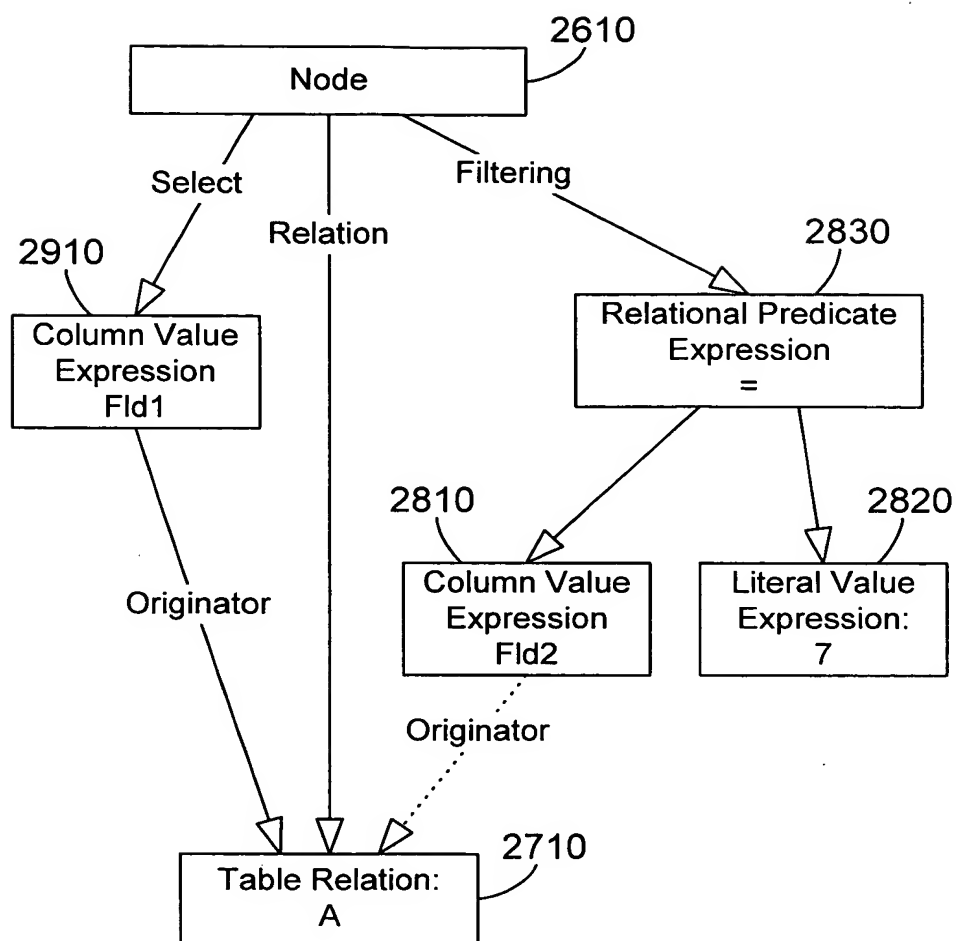 2610
Node
Select
Filtering
Relation
2910
2830
Column Value
Expression
Fld1
Relational Predicate
Expression
=
2810
2820
Originator
Column Value
Expression
Fld2
Literal Value
Expression:
7
Originator
2710
Table Relation:
A